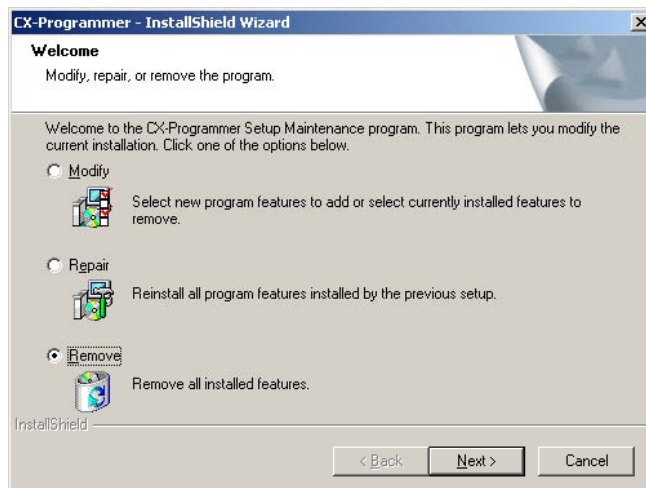 CX-Programmer - InstallShield Wizard
Welcome
Modify, repair, or remove the program.
Welcome to the CX-Programmer Setup Maintenance program. This program lets you modify the
current installation. Click one of the options below.
Modify
Select new program features to add or select currently installed features to
remove.
Repair
Reinstall all program features installed by the previous setup.
Remove
Remove all installed features.
InstallShield
< Back
Next >
Cancel